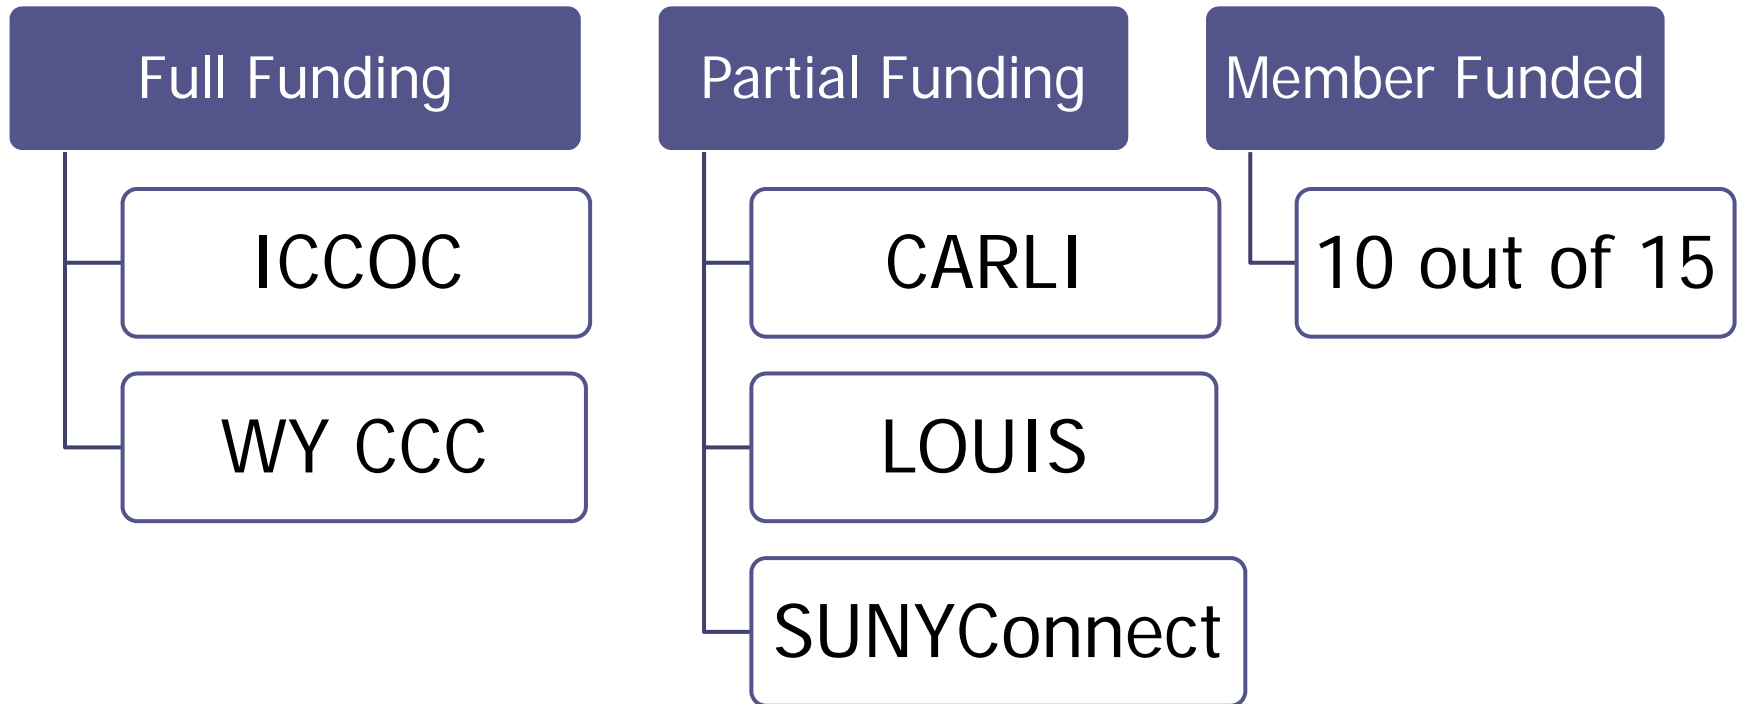 Full Funding
ICCOC
WY CCC
Partial Funding
CARLI
LOUIS
SUNYConnect
Member Funded
10 out of 15